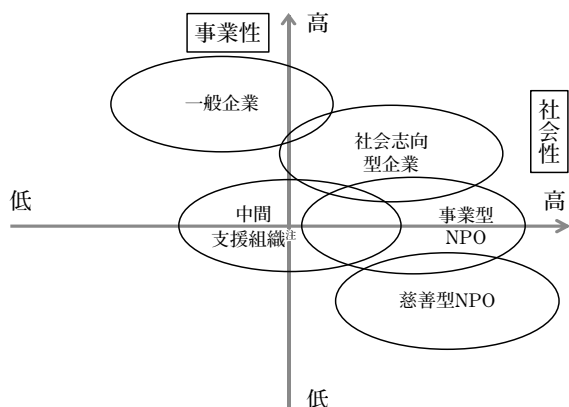 事業性
高
一般企業
社会性
社会志向
型企業
低
高
中間
支援組織注
事業型
NPO
慈善型NPO
低